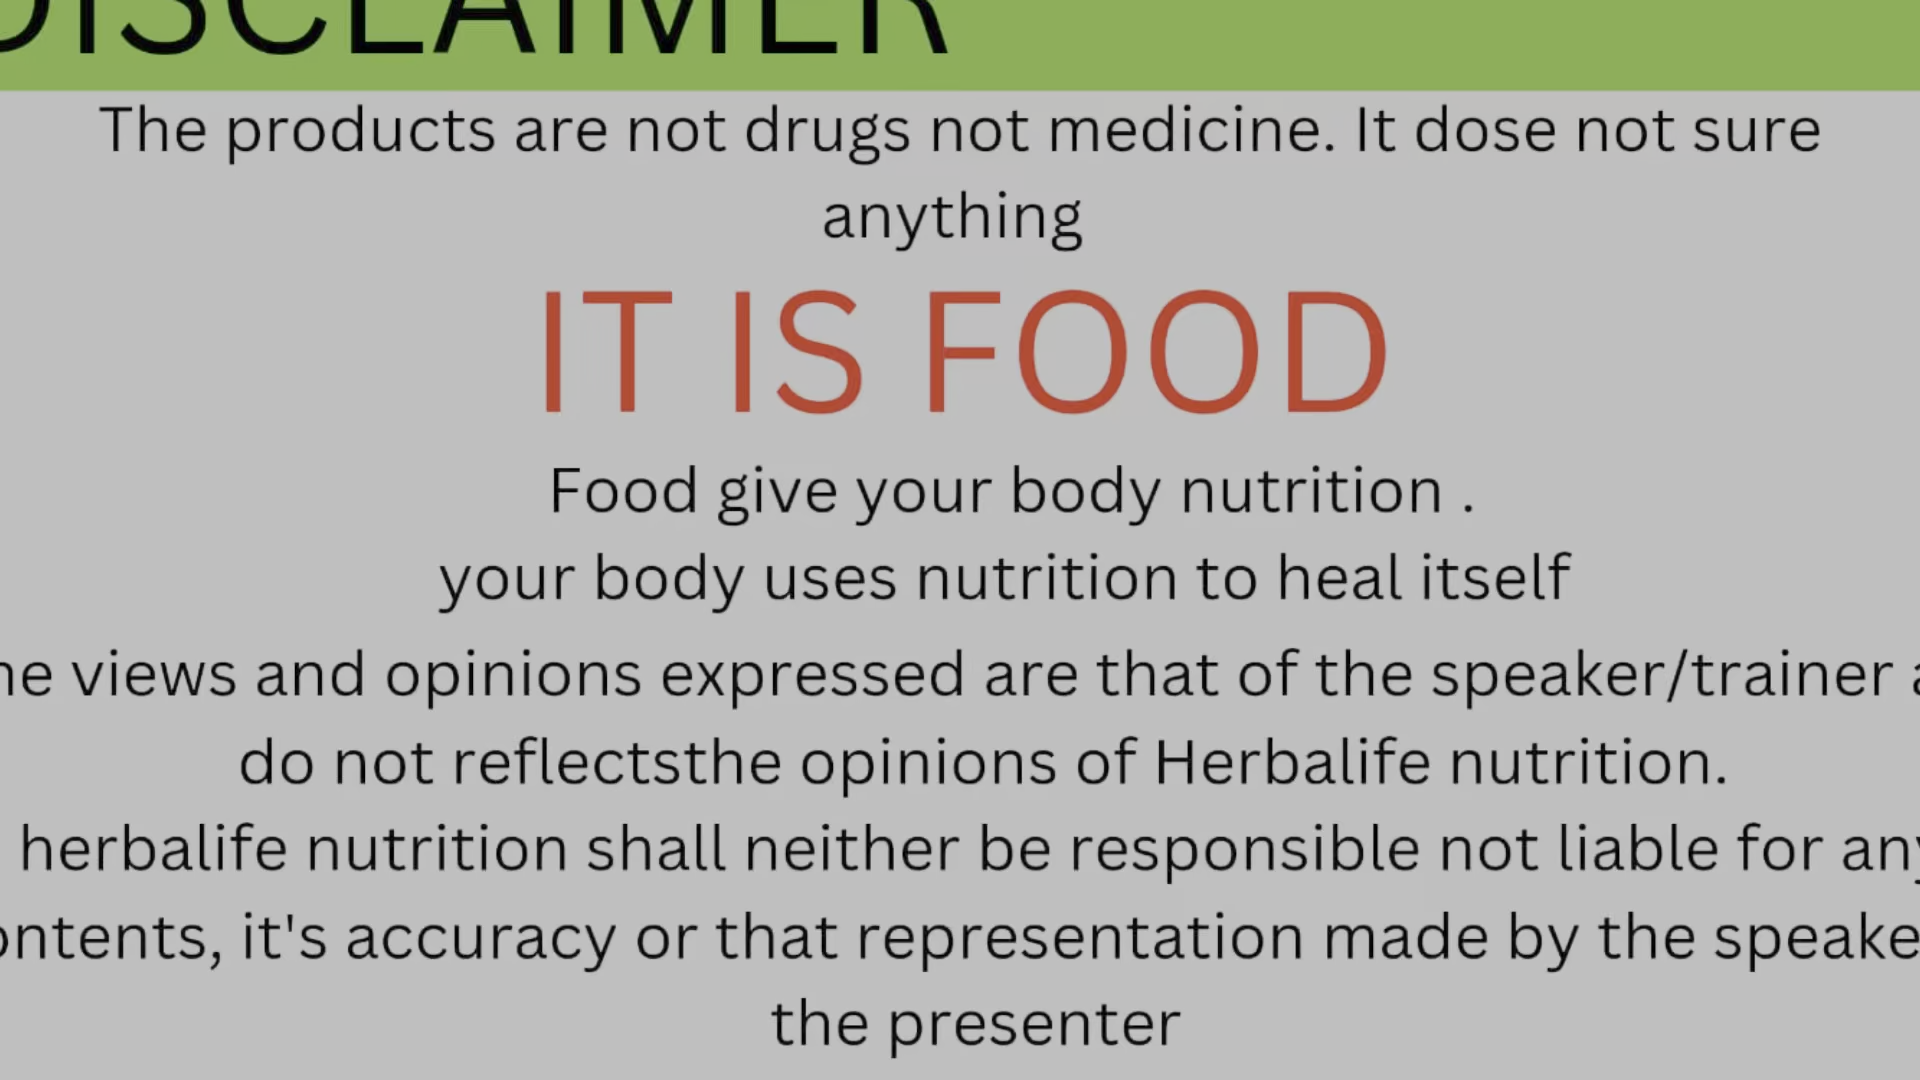 DISCLAIMER
The products are not drugs not medicine. It dose not sure
anything
IT IS FOOD
Food give your body nutrition .
your body uses nutrition to heal itself
views and opinions expressed are that of the speaker/trainer
do not reflectsthe opinions of Herbalife nutrition.
herbalife nutrition shall neither be responsible not liable for any
it's accuracy or that representation made by the
the presenter